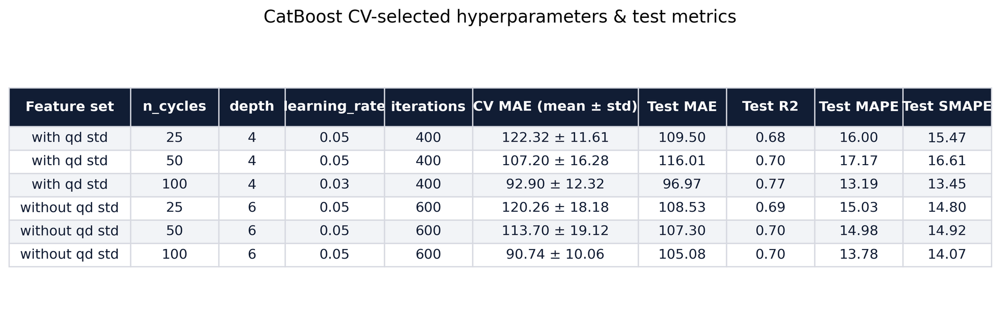 CatBoost CV-selected hyperparameters & test metrics
Feature set n_cycles depth learning_rate iterations CV MAE (mean ± std) Test MAE Test R2 Test MAPE Test SMAPE
with qd std 25 4 0.05 400 122.32 ± 11.61 109.50 0.68 16.00 15.47
with qd std 50 4 0.05 400 107.20 ± 16.28 116.01 0.70 17.17 16.61
with qd std 100 4 0.03 400 92.90 ± 12.32 96.97 0.77 13.19 13.45
without qd std 25 6 0.05 600 120.26 ± 18.18 108.53 0.69 15.03 14.80
without qd std 50 6 0.05 600 113.70 ± 19.12 107.30 0.70 14.98 14.92
without qd std 100 6 0.05 600 90.74 ± 10.06 105.08 0.70 13.78 14.07